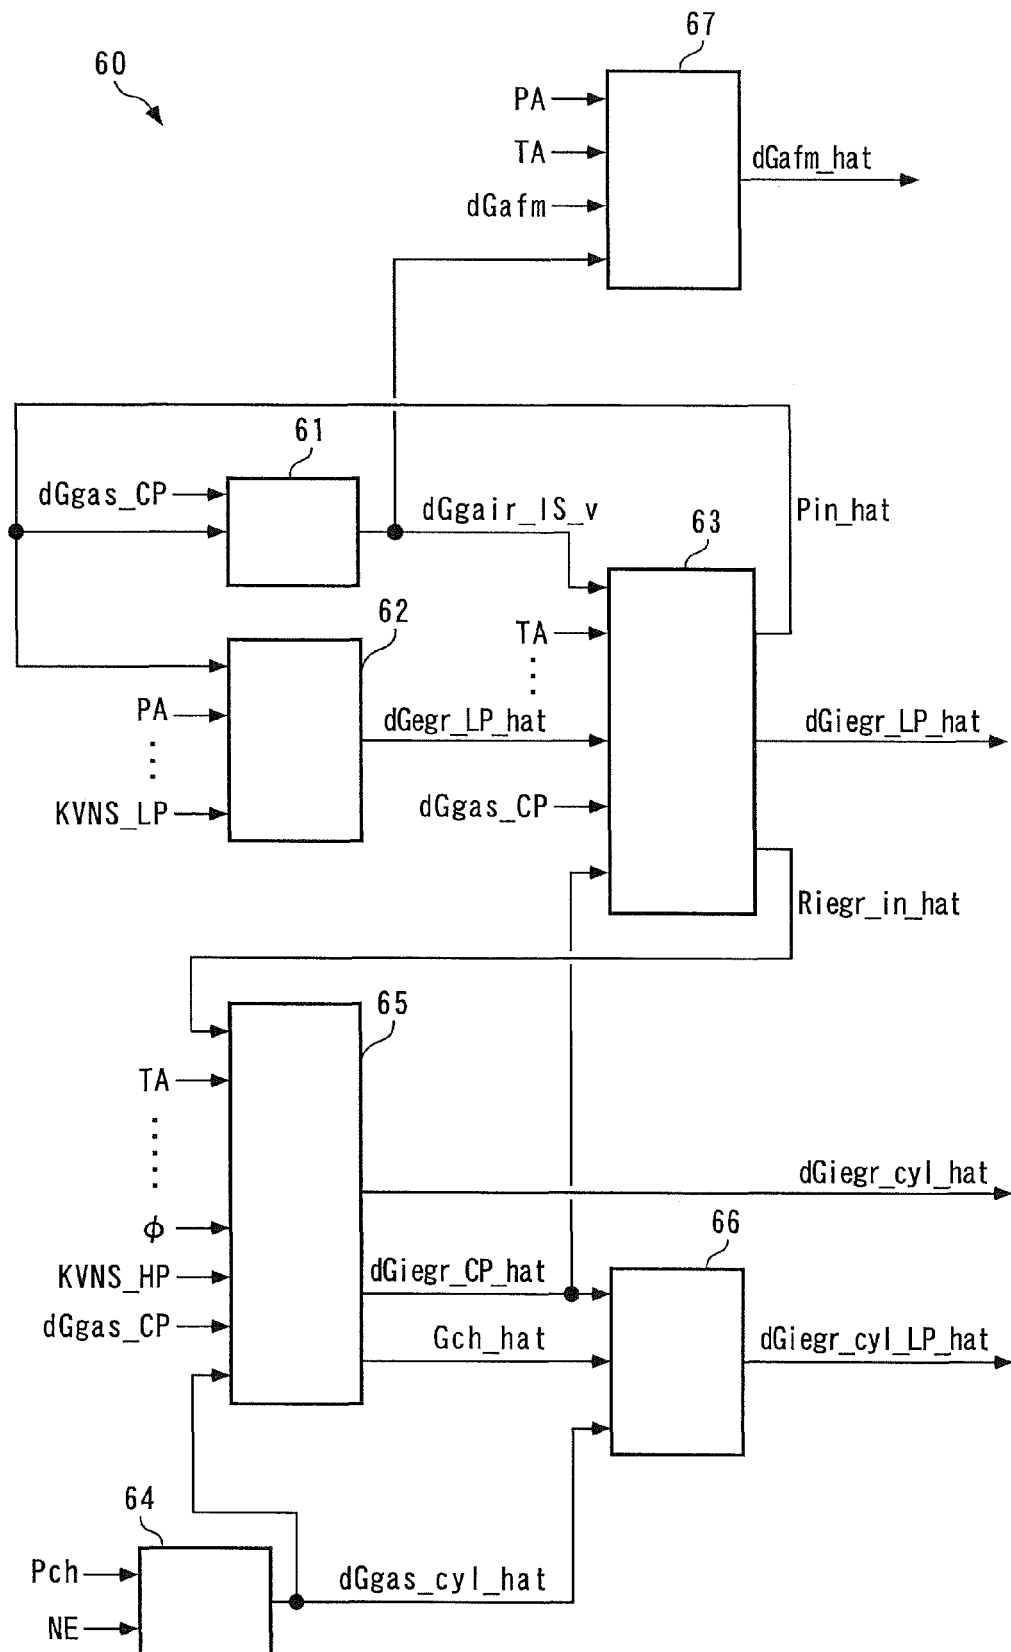 67
60
PA
TA
dGafm_hat
dGafm
61
dGgas_CP
dGgair_IS_v
Pin_hat
63
62
TA
PA
dGegr_LP_hat
dGiegr_LP_hat
KVNS_LP
dGgas_CP
Riegr_in_hat
65
TA
dGiegr_cyl_hat
ϕ
66
KVNS_HP
dGiegr_CP_hat
dGgas_CP
Gch_hat
dGiegr_cyl_LP_hat
64
Pch
dGgas_cyl_hat
NE